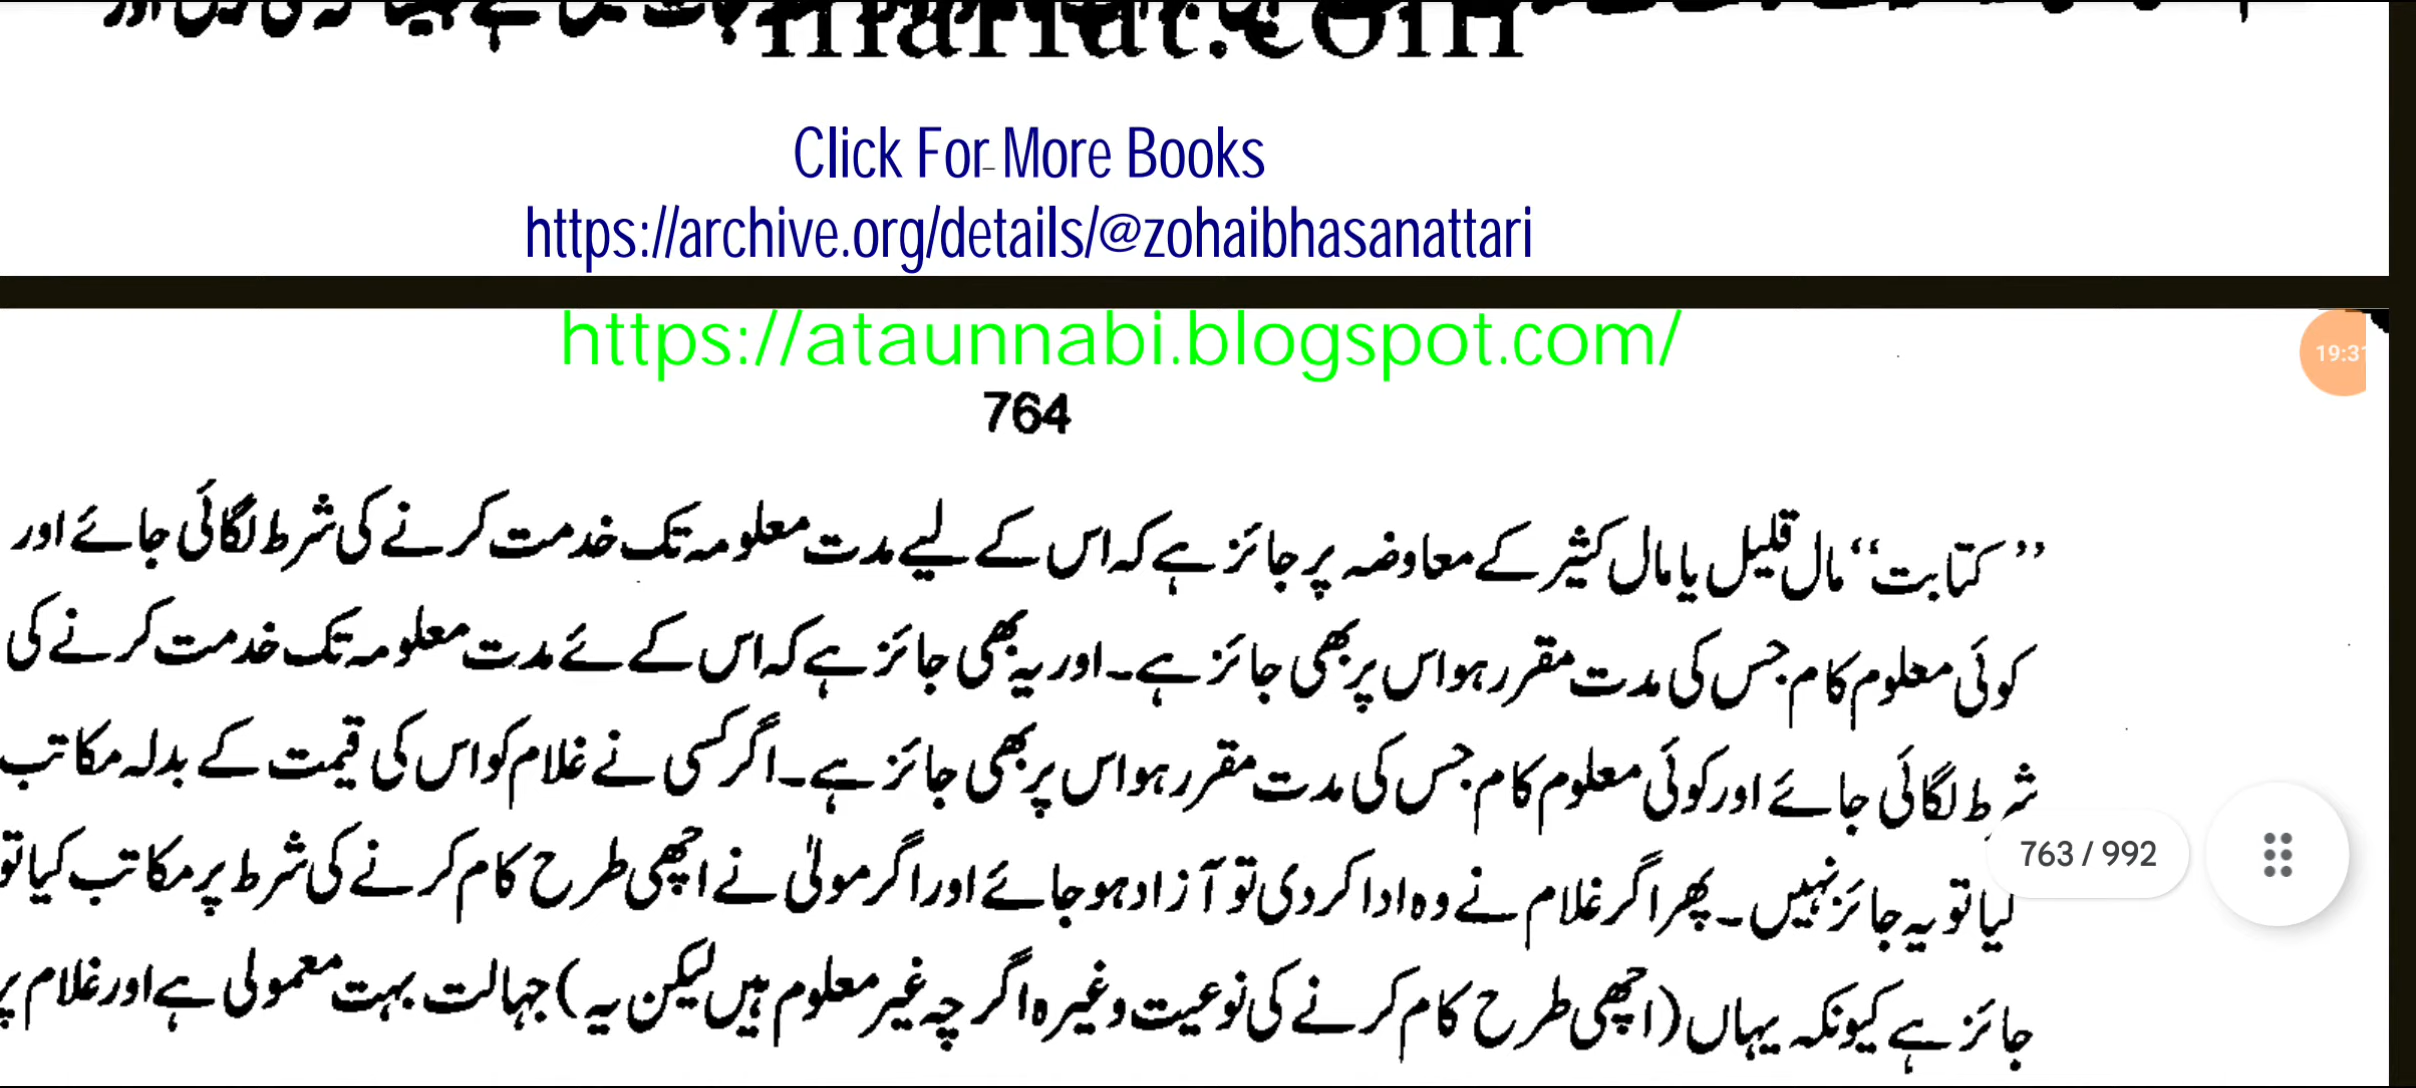 Click For More Books
https://archive.org/details/@zohaibhasanattari
https://ataunnabi.blogspot.com/
19:31
764
’’کتابت‘‘ مال قلیل یا مال کثیر کے معاوضہ پر جائز ہے کہ اس کے لیے مدت معلومہ تک خدمت کرنے کی شرط لگائی جائے اور
کوئی معلوم کام جس کی مدت مقرر ہو اس پر بھی جائز ہے۔ اور یہ بھی جائز ہے کہ اس کے ئے مدت معلومہ تک خدمت کرنے کی
شرط لگائی جائے اور کوئی معلوم کام جس کی مدت مقرر ہو اس پر بھی جائز ہے۔ اگر کسی نے غلام کو اس کی قیمت کے بدلہ مکاتب
کیا تو یہ جائز نہیں۔ پھر اگر غلام نے وہ ادا کر دی تو آزاد ہو جائے اور اگر مولیٰ نے اچھی طرح کام کرنے کی شرط پر مکاتب کیا تو
جائز ہے کیونکہ یہاں (اچھی طرح کام کرنے کی نوعیت وغیرہ اگر چہ غیر معلوم ہیں لیکن یہ) جہالت بہت معمولی ہے اور غلام پر
763 / 992